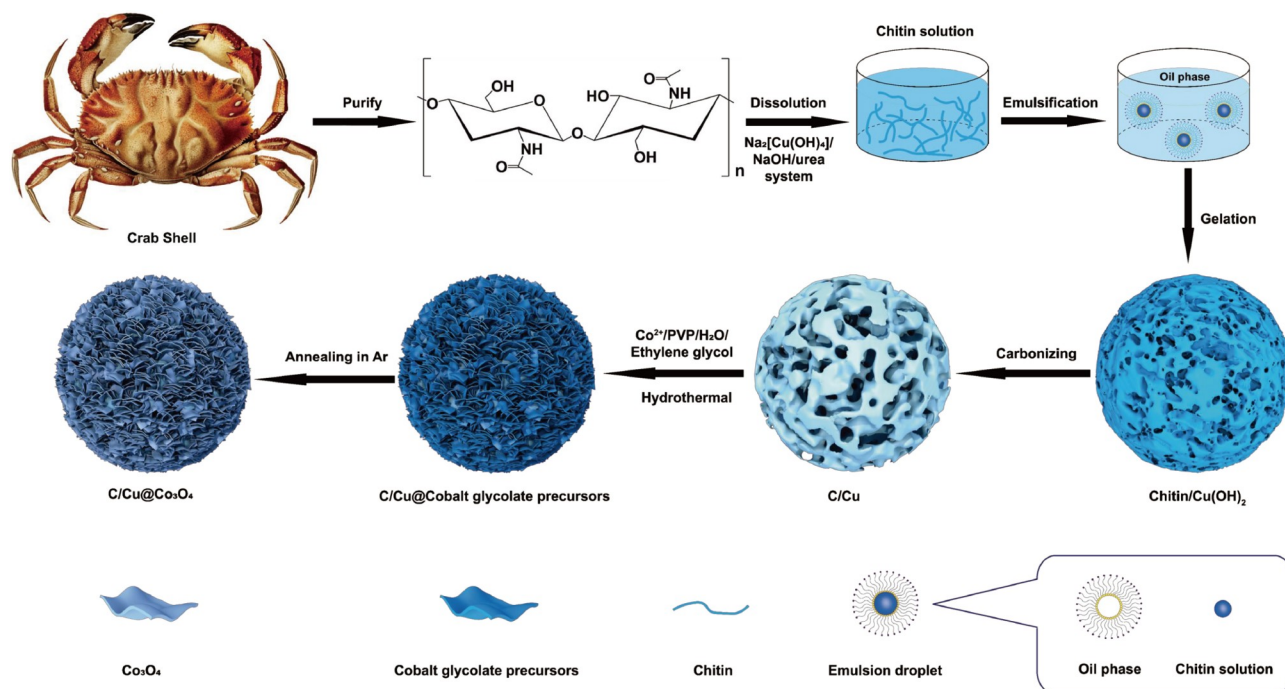 Crab Shell
Purify
OH
O
O
O
NH
O
O
NH
HO
O
OH
n
Dissolution
Na₂[Cu(OH)₄]/
NaOH/urea
system
Chitin solution
Emulsification
Oil phase
Gelation
Chitin/Cu(OH)₂
Carbonizing
C/Cu
Co²⁺/PVP/H₂O/
Ethylene glycol
Hydrothermal
C/Cu@Cobalt glycolate precursors
Annealing in Ar
C/Cu@Co₃O₄
Co₃O₄
Cobalt glycolate precursors
Chitin
Emulsion droplet
Oil phase
Chitin solution